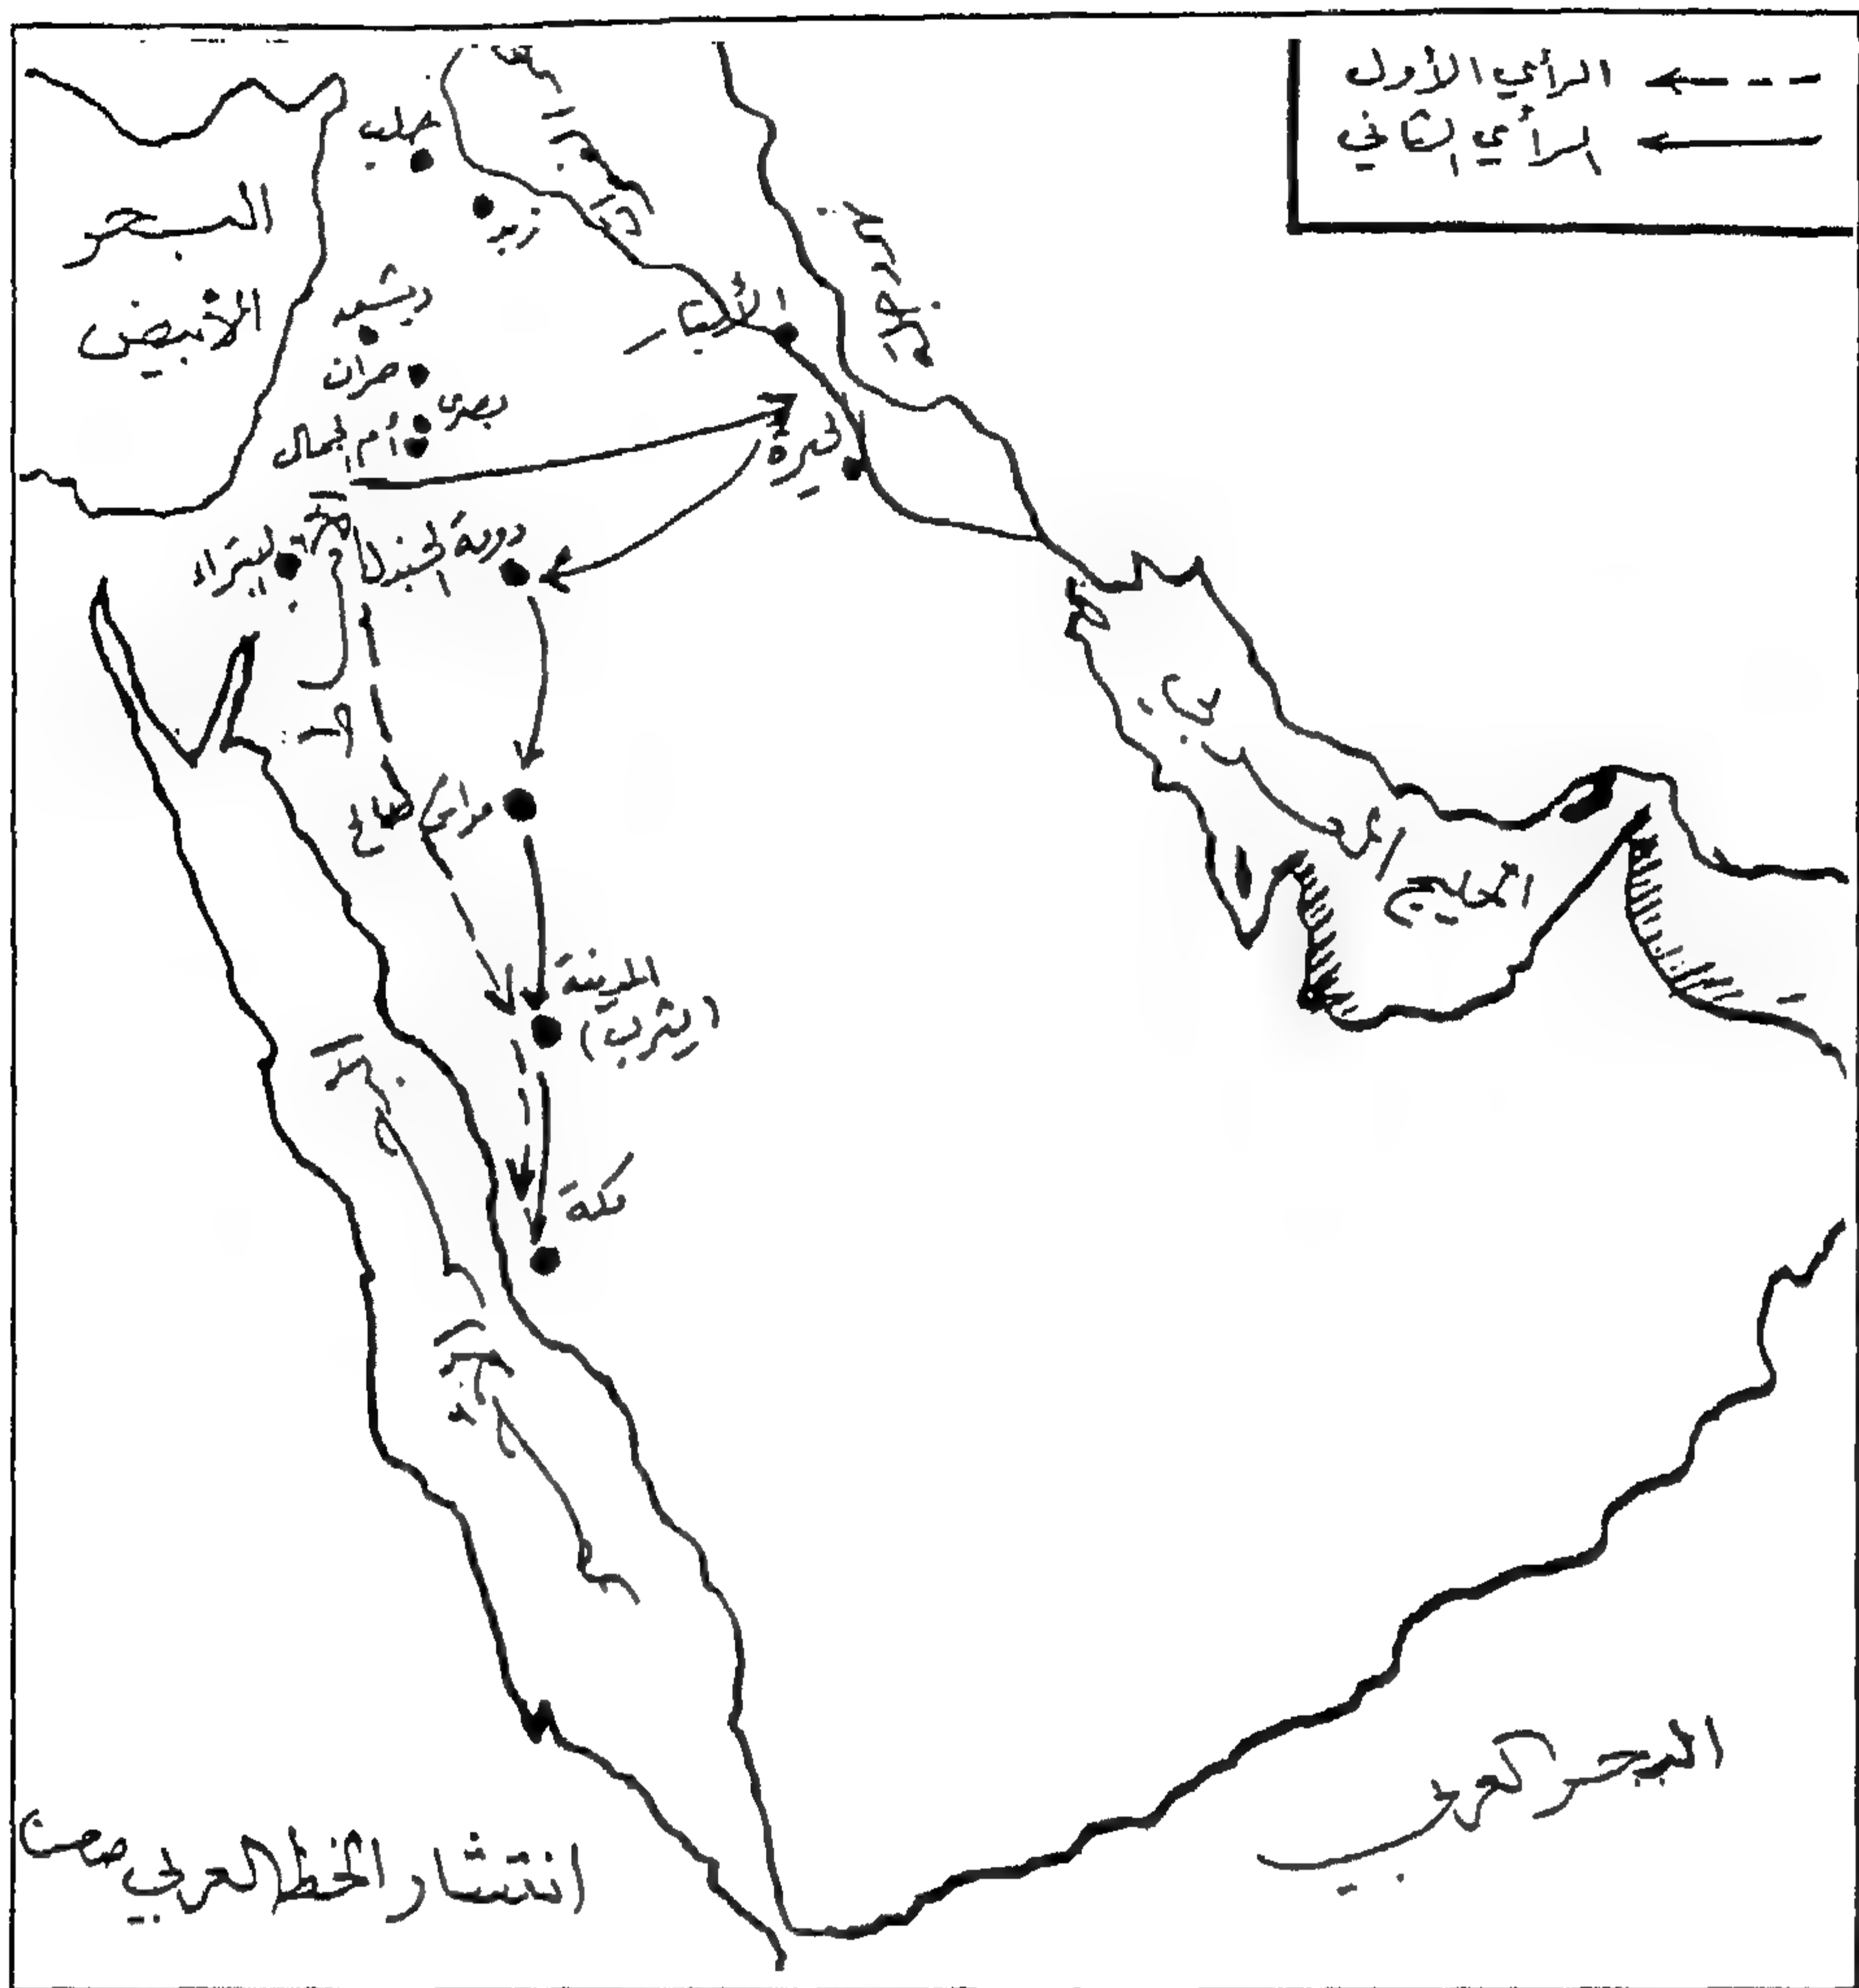 الرأي الأول
الرأي الثاني
حلب
زبد
البحر
الأبيض
دمشق
حران
بصرى
أم الجمال
الأنبار
الحيرة
دومة الجندل
البتراء
مدائن صالح
المدينة
(يثرب)
مكة
الخليج العربي
البحر العربي
انتشار الخط العربي